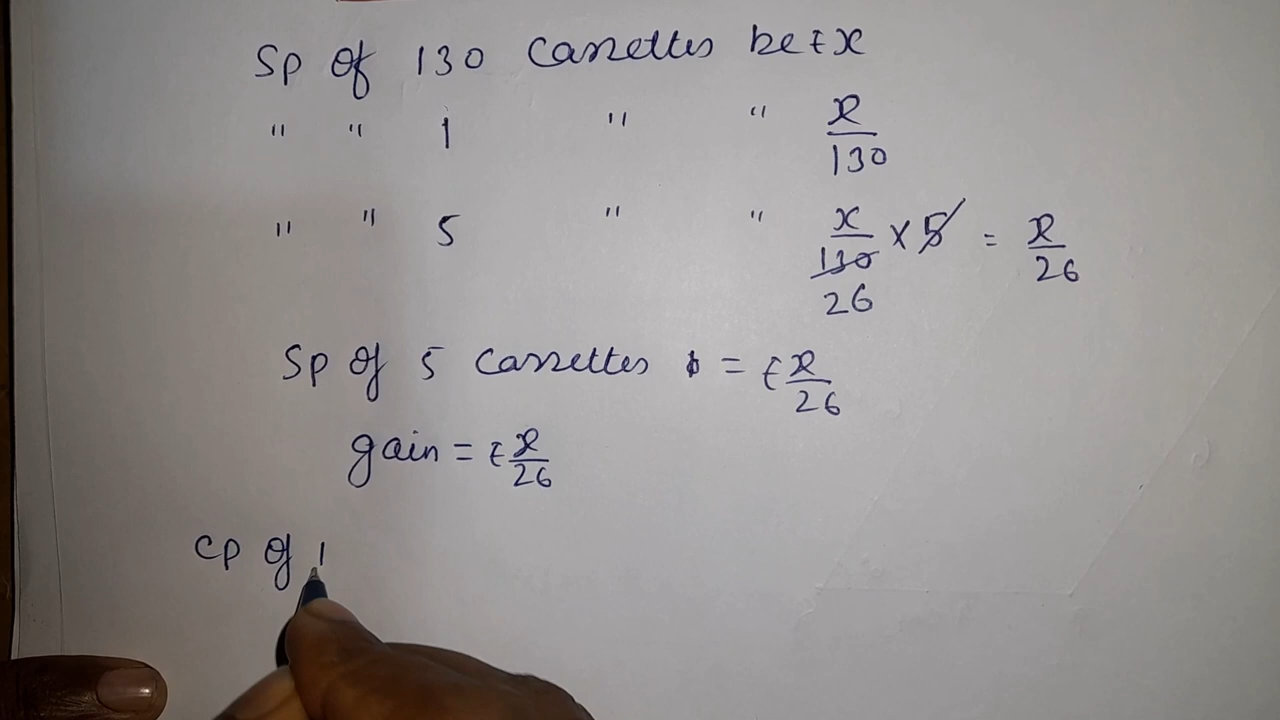 SP of 130 Cassettes be ₹ x
" " 1 " " x/130
" " 5 " " x/130 × 5 = x/26
26
SP of 5 Cassettes = ₹ x/26
gain = ₹ x/26
CP of 1